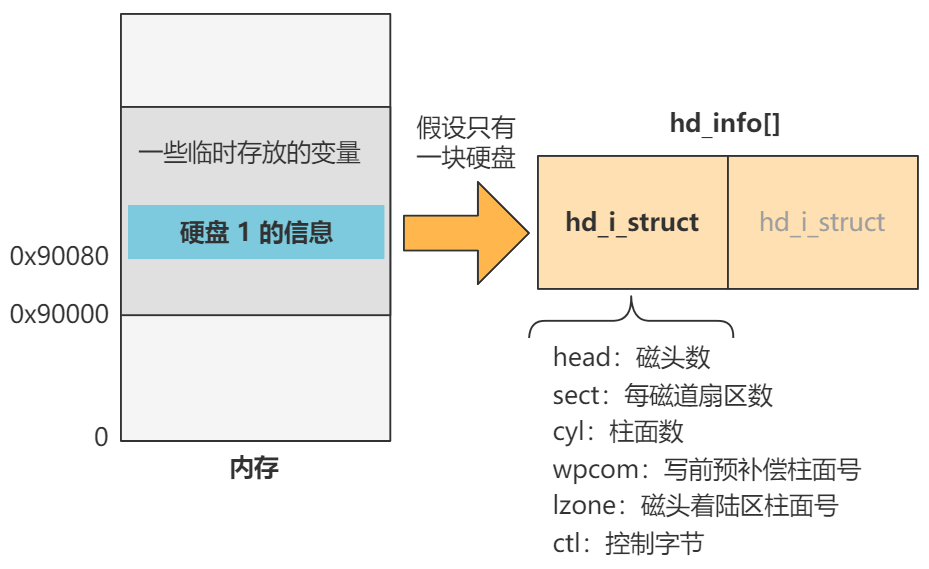 一些临时存放的变量
硬盘 1 的信息
0x90080
0x90000
0
内存
假设只有
一块硬盘
hd_info[]
hd_i_struct
hd_i_struct
head：磁头数
sect：每磁道扇区数
cyl：柱面数
wpcom：写前预补偿柱面号
lzone：磁头着陆区柱面号
ctl：控制字节